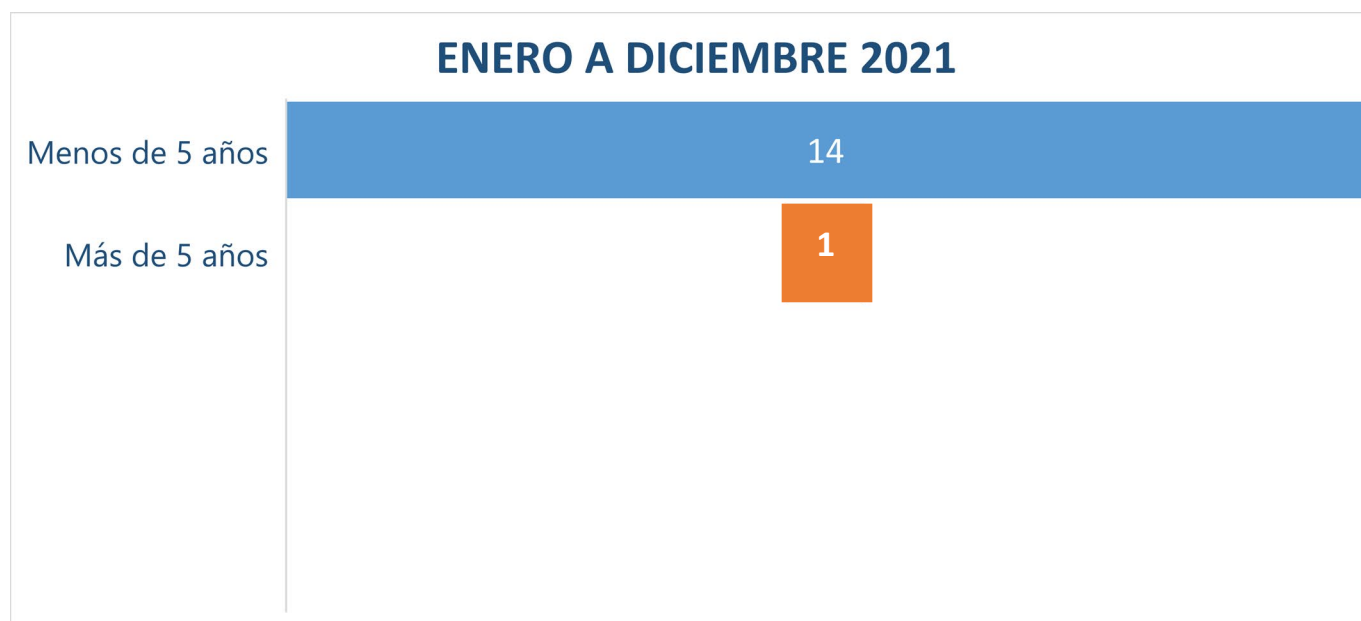 ENERO A DICIEMBRE 2021
Menos de 5 años
14
Más de 5 años
1